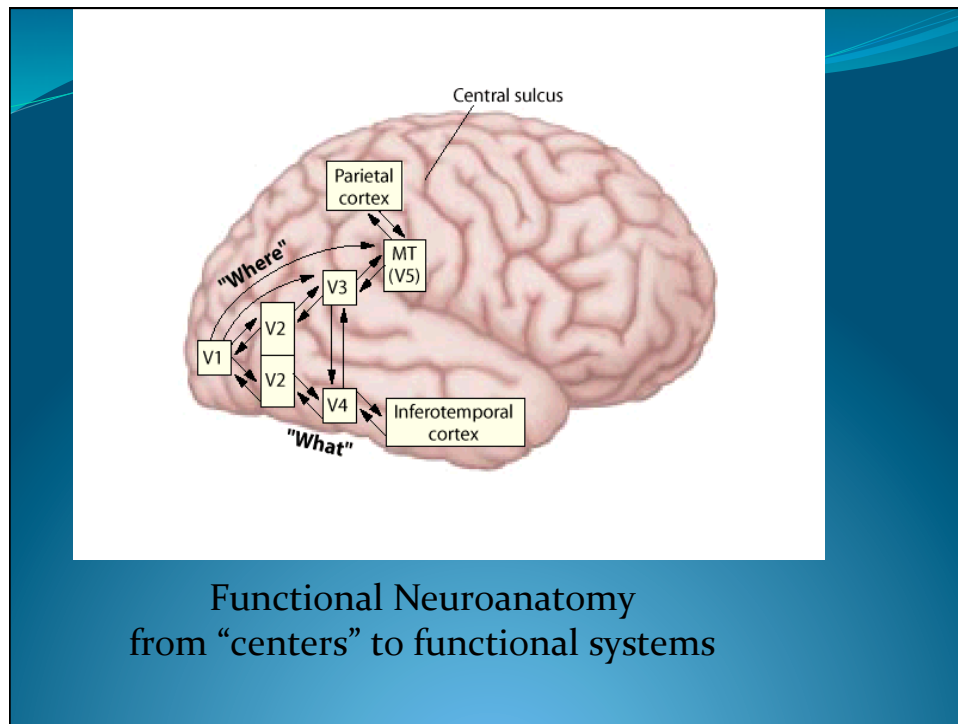 Central sulcus
Parietal
cortex
"Where"
MT
(V5)
V3
V2
V1
V2
V4
Inferotemporal
cortex
"What"
Functional Neuroanatomy
from “centers” to functional systems